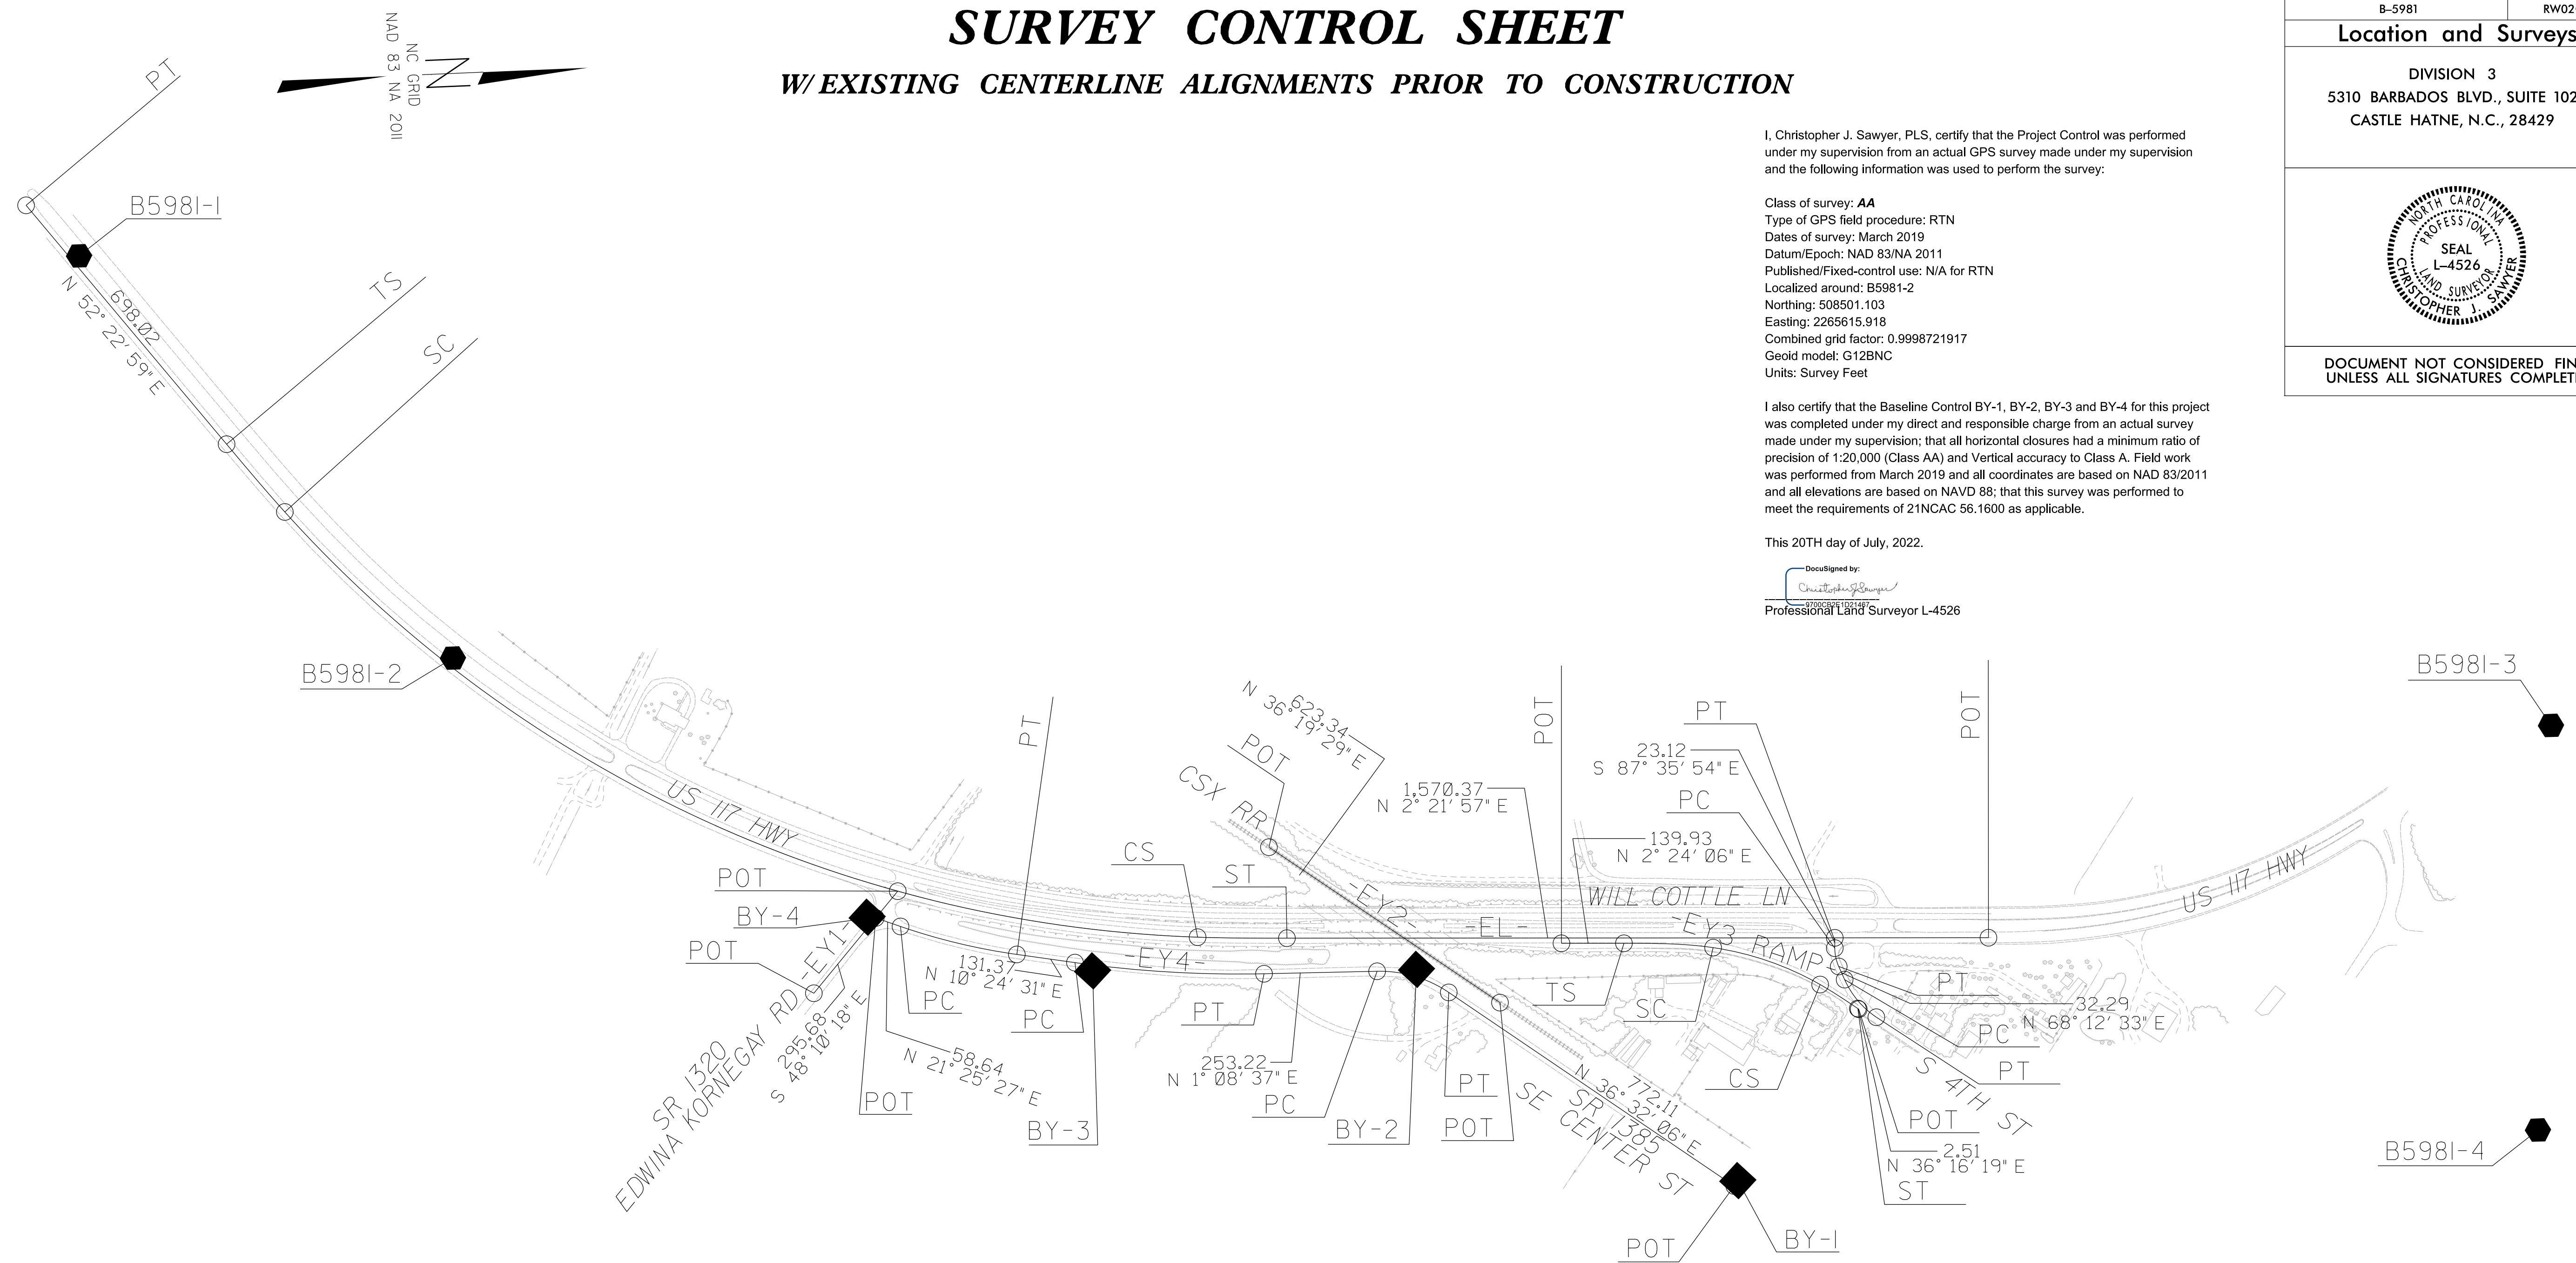 SURVEY CONTROL SHEET
W/ EXISTING CENTERLINE ALIGNMENTS PRIOR TO CONSTRUCTION
B–5981
RW02
Location and Surveys
DIVISION 3
5310 BARBADOS BLVD., SUITE 102
CASTLE HATNE, N.C., 28429
NORTH CAROLINA
PROFESSIONAL
SEAL
L–4526
LAND SURVEYOR
CHRISTOPHER J. SAWYER
DOCUMENT NOT CONSIDERED FIN
UNLESS ALL SIGNATURES COMPLET
NC GRID
NAD 83 NA 2011
I, Christopher J. Sawyer, PLS, certify that the Project Control was performed
under my supervision from an actual GPS survey made under my supervision
and the following information was used to perform the survey:
Class of survey: AA
Type of GPS field procedure: RTN
Dates of survey: March 2019
Datum/Epoch: NAD 83/NA 2011
Published/Fixed-control use: N/A for RTN
Localized around: B5981-2
Northing: 508501.103
Easting: 2265615.918
Combined grid factor: 0.9998721917
Geoid model: G12BNC
Units: Survey Feet
I also certify that the Baseline Control BY-1, BY-2, BY-3 and BY-4 for this project
was completed under my direct and responsible charge from an actual survey
made under my supervision; that all horizontal closures had a minimum ratio of
precision of 1:20,000 (Class AA) and Vertical accuracy to Class A. Field work
was performed from March 2019 and all coordinates are based on NAD 83/2011
and all elevations are based on NAVD 88; that this survey was performed to
meet the requirements of 21NCAC 56.1600 as applicable.
This 20TH day of July, 2022.
DocuSigned by:
Christopher J Sawyer
9700CB2E1D21467...
Professional Land Surveyor L-4526
PT
B5981-1
698.02
N 52° 22' 59" E
TS
SC
B5981-2
US 117 HWY
POT
BY-4
POT
-EY1-
SR 1320
EDWINA KORNEGAY RD
295.68
S 48° 10' 18" E
POT
58.64
N 21° 25' 27" E
PC
131.37
N 10° 24' 31" E
PC
PT
-EY4-
BY-3
CS
ST
PT
253.22
N 1° 08' 37" E
PC
BY-2
623.34
N 36° 19' 29" E
POT
CSX RR
-EY2-
1,570.37
N 2° 21' 57" E
-EL-
POT
PT
POT
772.11
N 36° 32' 06" E
SR 1385
SE CENTER ST
POT
BY-1
139.93
N 2° 24' 06" E
WILL COTTLE LN
-EY3 RAMP-
TS
SC
CS
PT
23.12
S 87° 35' 54" E
PC
POT
PT
32.29
N 68° 12' 33" E
PC
PT
S 4TH ST
POT
2.51
N 36° 16' 19" E
ST
US 117 HWY
B5981-3
B5981-4